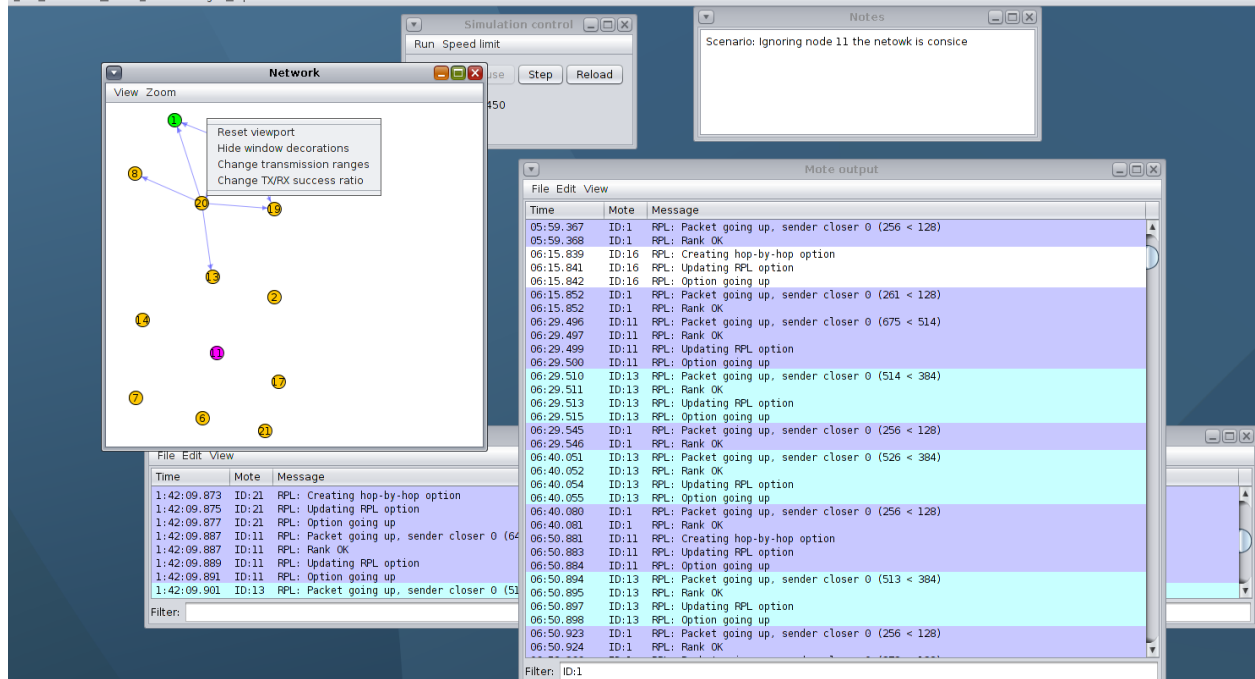 Simulation control
Run Speed limit
Step Reload
450
Notes
Scenario: Ignoring node 11 the netowk is consice
Network
View Zoom
1
Reset viewport
Hide window decorations
Change transmission ranges
Change TX/RX success ratio
8
20
19
13
2
14
11
17
7
6
21
Mote output
File Edit View
Time Mote Message
05:59.367 ID:1 RPL: Packet going up, sender closer 0 (256 < 128)
05:59.368 ID:1 RPL: Rank OK
06:15.839 ID:16 RPL: Creating hop-by-hop option
06:15.841 ID:16 RPL: Updating RPL option
06:15.842 ID:16 RPL: Option going up
06:15.852 ID:1 RPL: Packet going up, sender closer 0 (261 < 128)
06:15.852 ID:1 RPL: Rank OK
06:29.496 ID:11 RPL: Packet going up, sender closer 0 (675 < 514)
06:29.497 ID:11 RPL: Rank OK
06:29.499 ID:11 RPL: Updating RPL option
06:29.500 ID:11 RPL: Option going up
06:29.510 ID:13 RPL: Packet going up, sender closer 0 (514 < 384)
06:29.511 ID:13 RPL: Rank OK
06:29.513 ID:13 RPL: Updating RPL option
06:29.515 ID:13 RPL: Option going up
06:29.545 ID:1 RPL: Packet going up, sender closer 0 (256 < 128)
06:29.546 ID:1 RPL: Rank OK
06:40.051 ID:13 RPL: Packet going up, sender closer 0 (526 < 384)
06:40.052 ID:13 RPL: Rank OK
06:40.054 ID:13 RPL: Updating RPL option
06:40.055 ID:13 RPL: Option going up
06:40.080 ID:1 RPL: Packet going up, sender closer 0 (256 < 128)
06:40.081 ID:1 RPL: Rank OK
06:50.881 ID:11 RPL: Creating hop-by-hop option
06:50.883 ID:11 RPL: Updating RPL option
06:50.884 ID:11 RPL: Option going up
06:50.894 ID:13 RPL: Packet going up, sender closer 0 (513 < 384)
06:50.895 ID:13 RPL: Rank OK
06:50.897 ID:13 RPL: Updating RPL option
06:50.898 ID:13 RPL: Option going up
06:50.923 ID:1 RPL: Packet going up, sender closer 0 (256 < 128)
06:50.924 ID:1 RPL: Rank OK
Filter: ID:1
File Edit View
Time Mote Message
1:42:09.873 ID:21 RPL: Creating hop-by-hop option
1:42:09.875 ID:21 RPL: Updating RPL option
1:42:09.877 ID:21 RPL: Option going up
1:42:09.887 ID:11 RPL: Packet going up, sender closer 0 (64
1:42:09.887 ID:11 RPL: Rank OK
1:42:09.889 ID:11 RPL: Updating RPL option
1:42:09.891 ID:11 RPL: Option going up
1:42:09.901 ID:13 RPL: Packet going up, sender closer 0 (51
Filter: